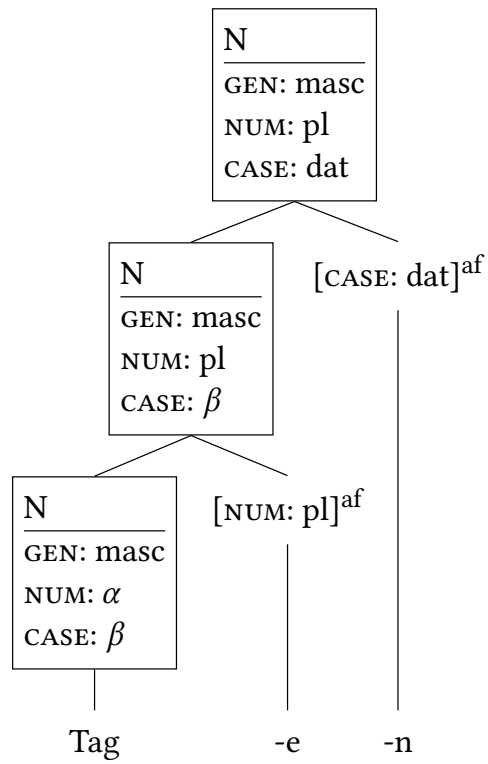 N
GEN: masc
NUM: pl
CASE: dat
N
GEN: masc
NUM: pl
CASE: β
[CASE: dat]af
N
GEN: masc
NUM: α
CASE: β
[NUM: pl]af
Tag -e -n